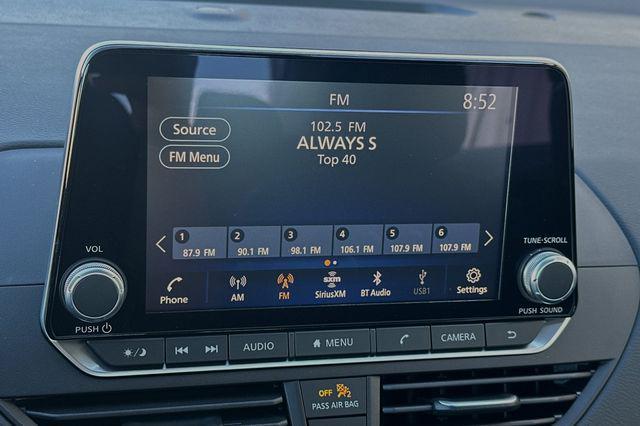 FM 8:52
102.5 FM
Source
ALWAYS S
FM Menu
Top 40
1 2 3 4 5 6
87.9 FM 90.1 FM 98.1 FM 106.1 FM 107.9 FM 107.9 FM
Phone AM FM sxm SiriusXM BT Audio USB1 Settings
VOL
PUSH
TUNE·SCROLL
PUSH SOUND
AUDIO MENU CAMERA
OFF 2
PASS AIR BAG